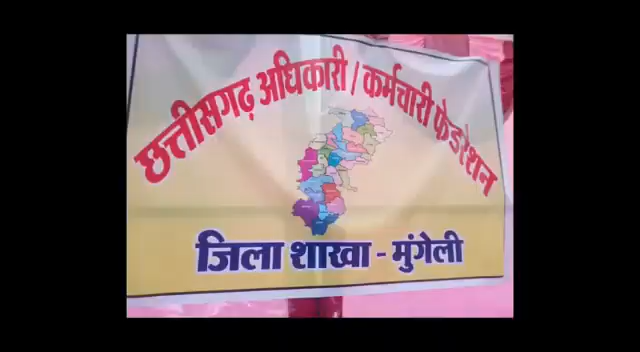 छत्तीसगढ़ अधिकारी / कर्मचारी फेडरेशन
जिला शाखा - मुंगेली